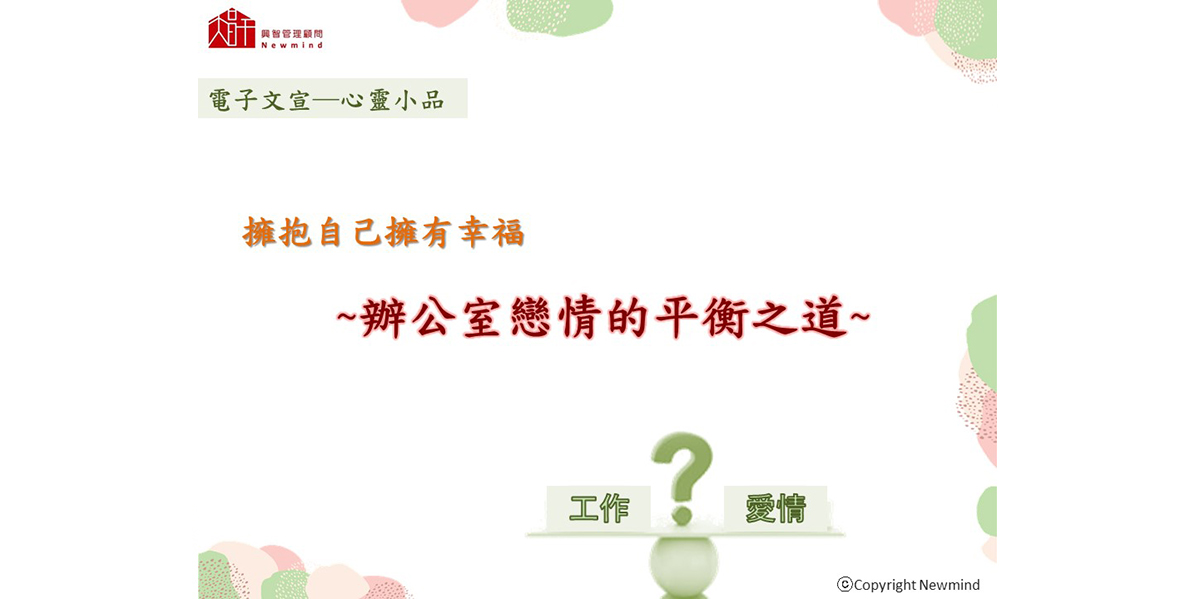 興智管理顧問
Newmind
電子文宣—心靈小品
擁抱自己擁有幸福
~辦公室戀情的平衡之道~
?
工作
愛情
ⓒCopyright Newmind